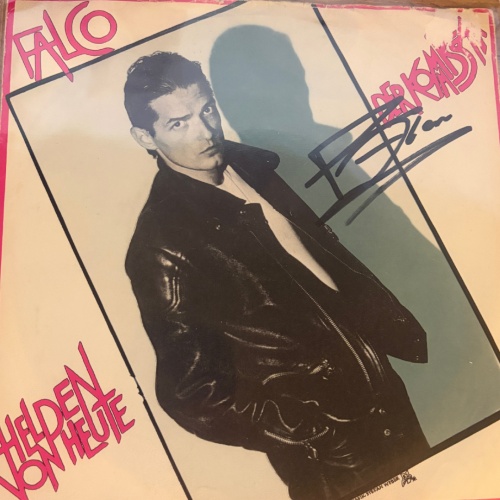 FALCO
DER KOMMISSAR
HELDEN
VON HEUTE